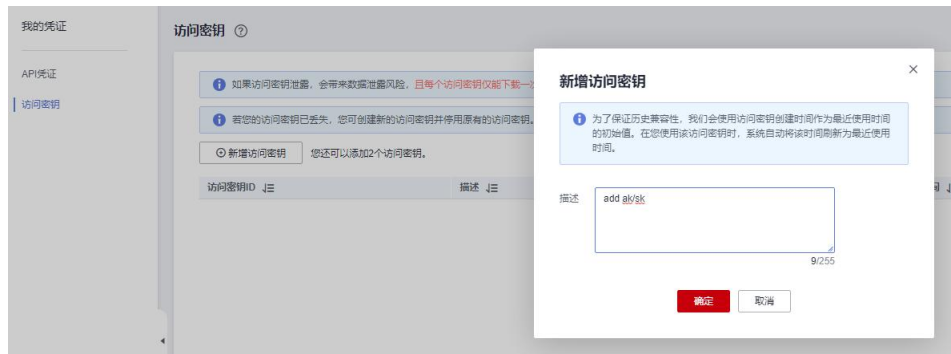 我的凭证
API凭证
访问密钥
访问密钥
如果访问密钥泄露，会带来数据泄露风险，且每个访问密钥仅能下载一
若您的访问密钥已丢失，您可创建新的访问密钥并停用原有的访问密钥。
新增访问密钥 您还可以添加2个访问密钥。
访问密钥ID 描述
新增访问密钥
为了保证历史兼容性，我们会使用访问密钥创建时间作为最近使用时间
的初始值。在您使用该访问密钥时，系统自动将该时间刷新为最近使用
时间。
描述 add ak/sk
9/255
确定 取消